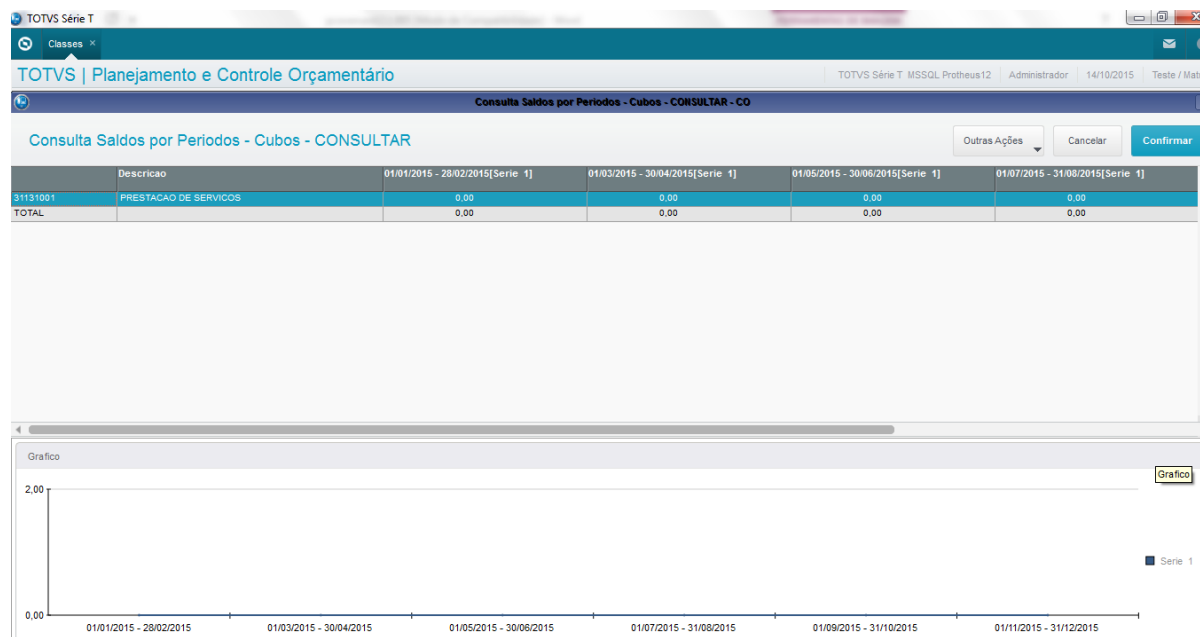 TOTVS Série T
Classes ×
TOTVS | Planejamento e Controle Orçamentário
TOTVS Série T MSSQL Protheus12 Administrador 14/10/2015 Teste / Mat
Consulta Saldos por Periodos - Cubos - CONSULTAR - CO
Consulta Saldos por Periodos - Cubos - CONSULTAR
Outras Ações Cancelar Confirmar
Descricao 01/01/2015 - 28/02/2015[Serie 1] 01/03/2015 - 30/04/2015[Serie 1] 01/05/2015 - 30/06/2015[Serie 1] 01/07/2015 - 31/08/2015[Serie 1]
31131001 PRESTACAO DE SERVICOS 0,00 0,00 0,00 0,00
TOTAL 0,00 0,00 0,00 0,00
Grafico
Grafico
2,00
Serie 1
0,00
01/01/2015 - 28/02/2015 01/03/2015 - 30/04/2015 01/05/2015 - 30/06/2015 01/07/2015 - 31/08/2015 01/09/2015 - 31/10/2015 01/11/2015 - 31/12/2015